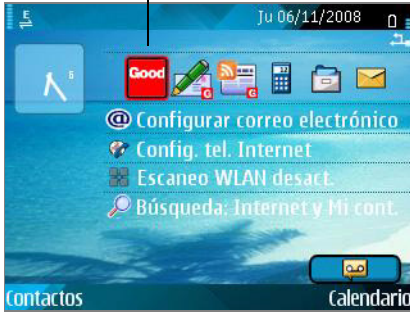 E
Ju 06/11/2008
Good
G
G
Configurar correo electrónico
Config. tel. Internet
Escaneo WLAN desact.
Búsqueda: Internet y Mi cont.
Contactos
Calendario